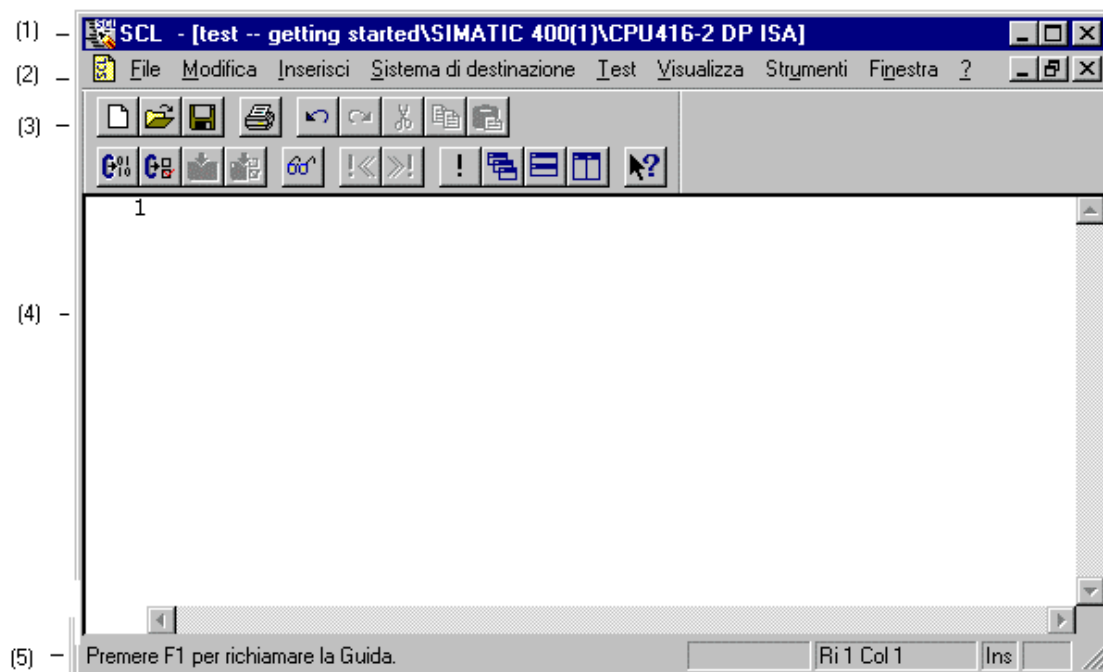 (1) SCL - [test -- getting started\SIMATIC 400(1)\CPU416-2 DP ISA]
(2) File Modifica Inserisci Sistema di destinazione Test Visualizza Strumenti Finestra ?
(3)
!<< >>! ! ?
1
(4)
(5) Premere F1 per richiamare la Guida. Ri 1 Col 1 Ins